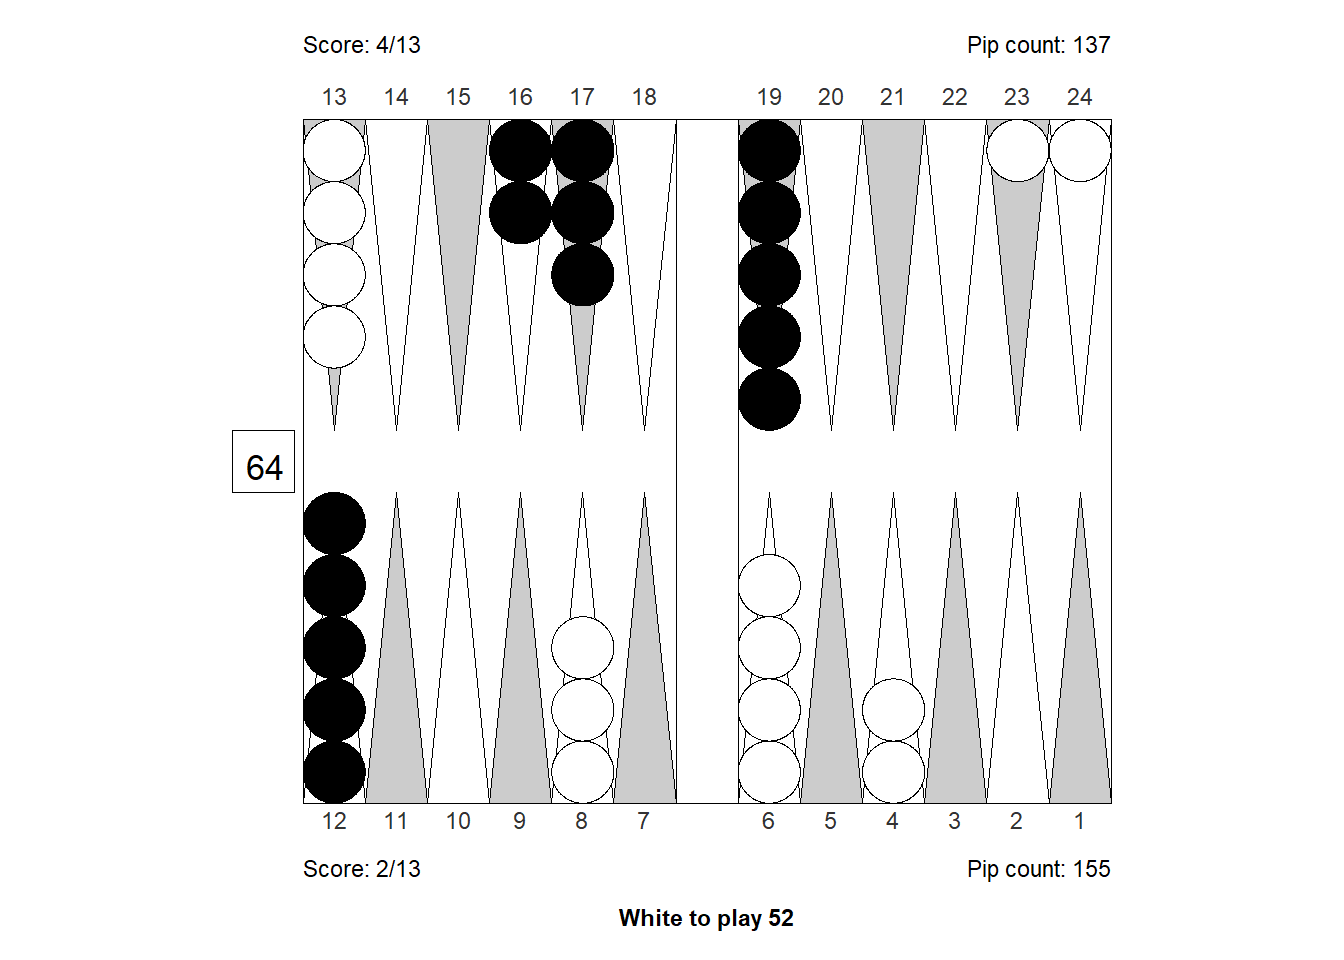 Score: 4/13 Pip count: 137
13 14 15 16 17 18 19 20 21 22 23 24
64
12 11 10 9 8 7 6 5 4 3 2 1
Score: 2/13 Pip count: 155
White to play 52